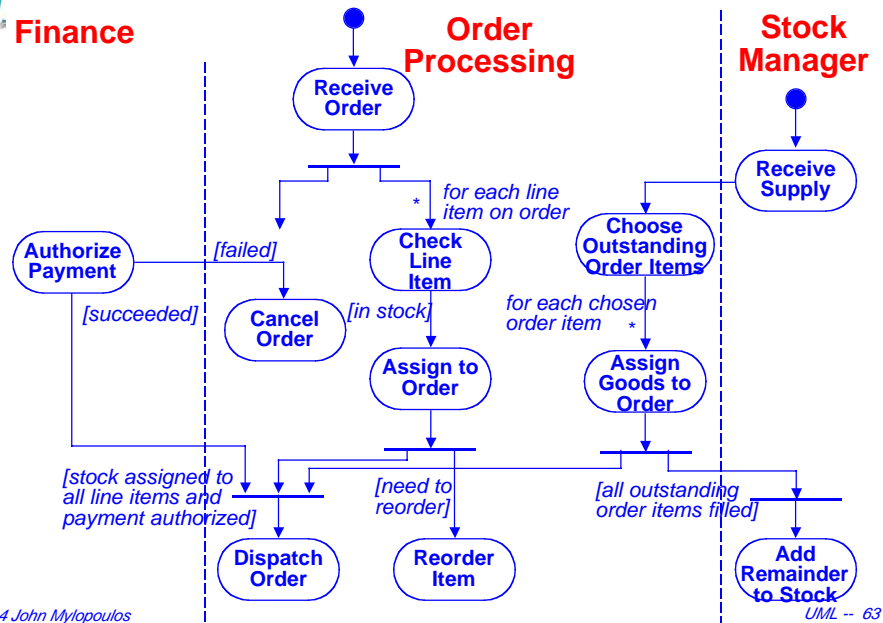 Finance
Order
Processing
Stock
Manager
Receive
Order
Receive
Supply
*
for each line
item on order
Authorize
Payment
[failed]
Check
Line
Item
Choose
Outstanding
Order Items
[succeeded]
Cancel
Order
[in stock]
for each chosen
order item
*
Assign to
Order
Assign
Goods to
Order
[stock assigned to
all line items and
payment authorized]
[need to
reorder]
[all outstanding
order items filled]
Dispatch
Order
Reorder
Item
Add
Remainder
to Stock
4 John Mylopoulos
UML -- 63